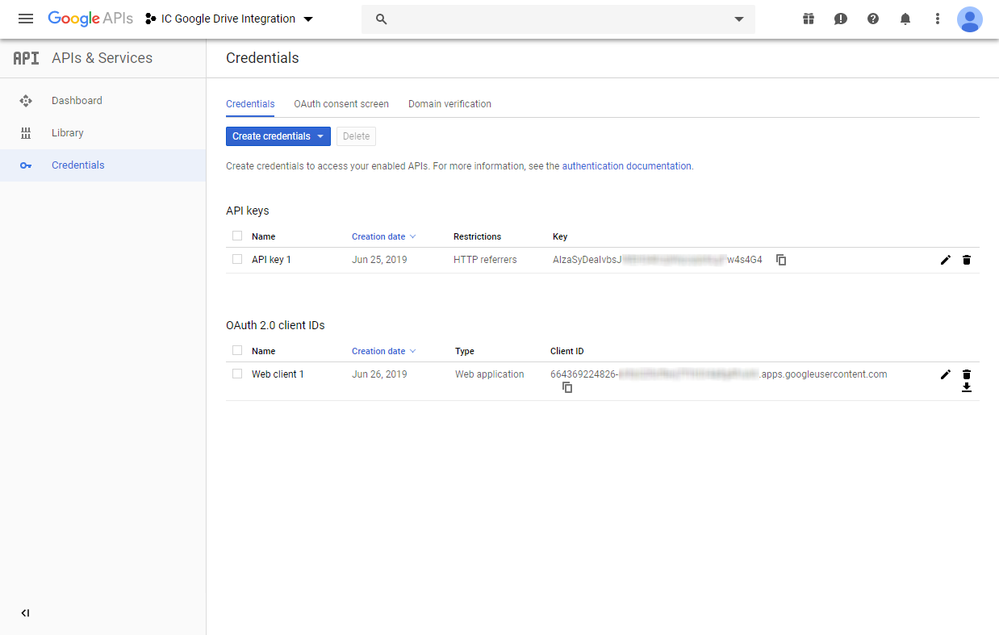 Google APIs IC Google Drive Integration
API APIs & Services
Credentials
Dashboard
Library
Credentials
Credentials OAuth consent screen Domain verification
Create credentials Delete
Create credentials to access your enabled APIs. For more information, see the authentication documentation.
API keys
Name Creation date Restrictions Key
API key 1 Jun 25, 2019 HTTP referrers AIzaSyDeaIvbsJ w4s4G4
OAuth 2.0 client IDs
Name Creation date Type Client ID
Web client 1 Jun 26, 2019 Web application 664369224826- .apps.googleusercontent.com